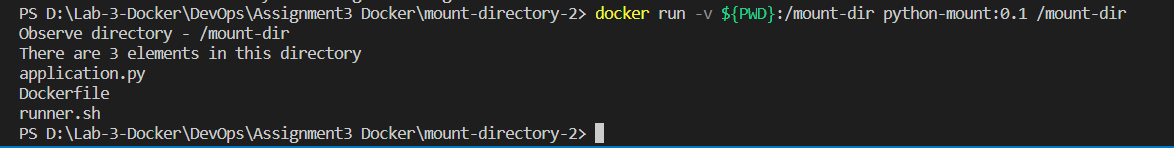 PS D:\Lab-3-Docker\DevOps\Assignment3 Docker\mount-directory-2> docker run -v ${PWD}:/mount-dir python-mount:0.1 /mount-dir
Observe directory - /mount-dir
There are 3 elements in this directory
application.py
Dockerfile
runner.sh
PS D:\Lab-3-Docker\DevOps\Assignment3 Docker\mount-directory-2>